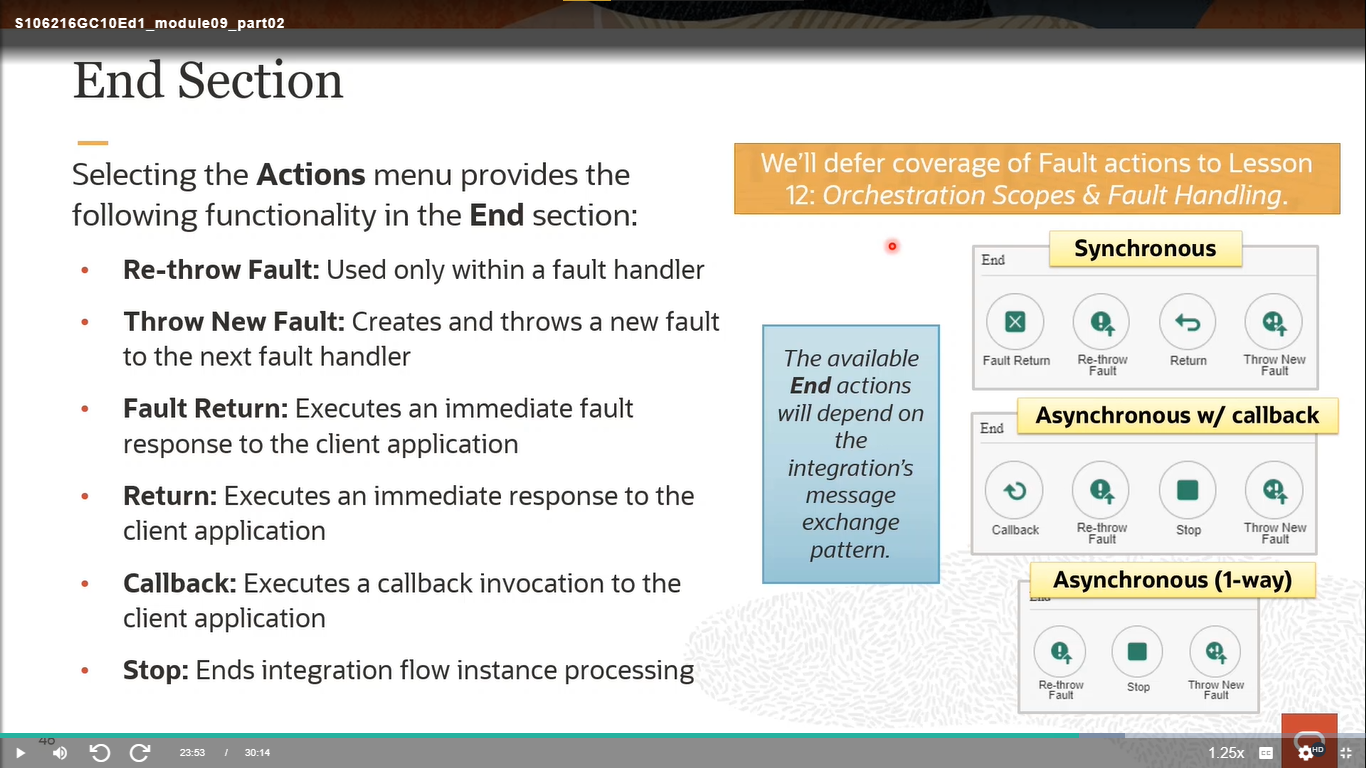 S106216GC10Ed1_module09_part02
End Section
Selecting the Actions menu provides the
following functionality in the End section:
• Re-throw Fault: Used only within a fault handler
• Throw New Fault: Creates and throws a new fault
to the next fault handler
• Fault Return: Executes an immediate fault
response to the client application
• Return: Executes an immediate response to the
client application
• Callback: Executes a callback invocation to the
client application
• Stop: Ends integration flow instance processing
We'll defer coverage of Fault actions to Lesson
12: Orchestration Scopes & Fault Handling.
The available
End actions
will depend on
the
integration's
message
exchange
pattern.
Synchronous
End
Fault Return
Re-throw
Fault
Return
Throw New
Fault
Asynchronous w/ callback
End
Callback
Re-throw
Fault
Stop
Throw New
Fault
Asynchronous (1-way)
End
Re-throw
Fault
Stop
Throw New
Fault
46
23:53 / 30:14
1.25x
CC
HD